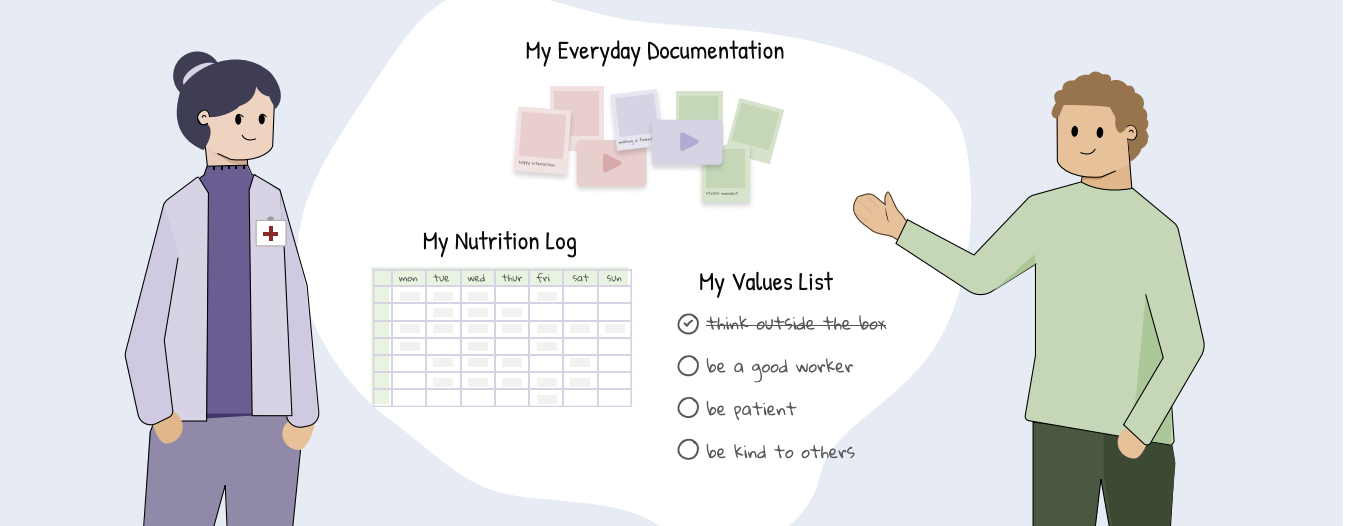 My Everyday Documentation
happy interaction
making a friend
stress moment
My Nutrition Log
mon tue wed thur fri sat sun
My Values List
think outside the box
be a good worker
be patient
be kind to others